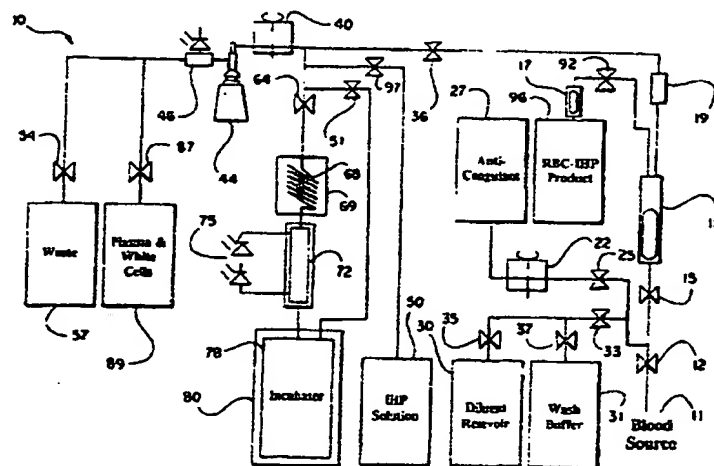 10
40
64
97
51
36
17
92
27
96
19
46
44
54
87
68
69
75
72
Anti-
Coagulant
RBC-IHP
Product
22
25
15
Waste
Plasma &
White
Cells
57
89
78
80
Incubator
50
IHP
Solution
35
30
37
33
12
Diluent
Reservoir
Wash
Buffer
31
11
Blood
Source